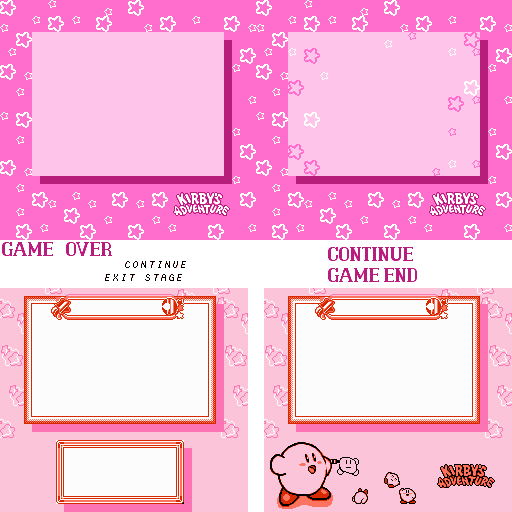 KIRBY'S
ADVENTURE
KIRBY'S
ADVENTURE
GAME OVER
CONTINUE
EXIT STAGE
CONTINUE
GAME END
KIRBY'S
ADVENTURE